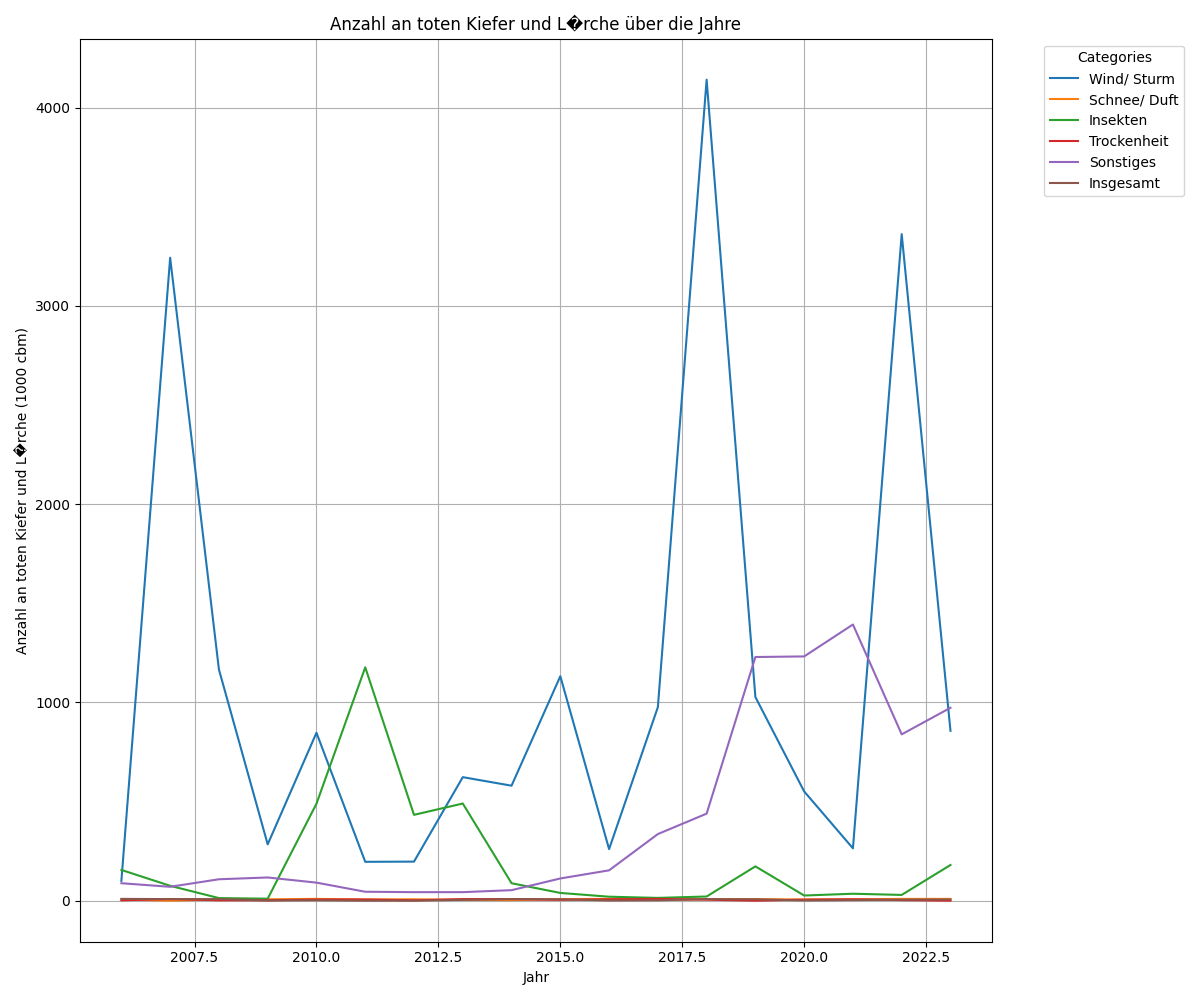 Anzahl an toten Kiefer und L�rche über die Jahre
Categories
Wind/ Sturm
Schnee/ Duft
Insekten
Trockenheit
Sonstiges
Insgesamt
Anzahl an toten Kiefer und L�rche (1000 cbm)
4000
3000
2000
1000
0
2007.5 2010.0 2012.5 2015.0 2017.5 2020.0 2022.5
Jahr